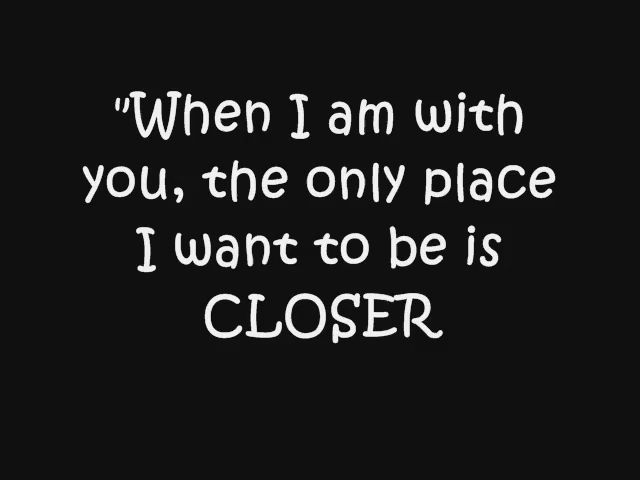 "When I am with
you, the only place
I want to be is
CLOSER